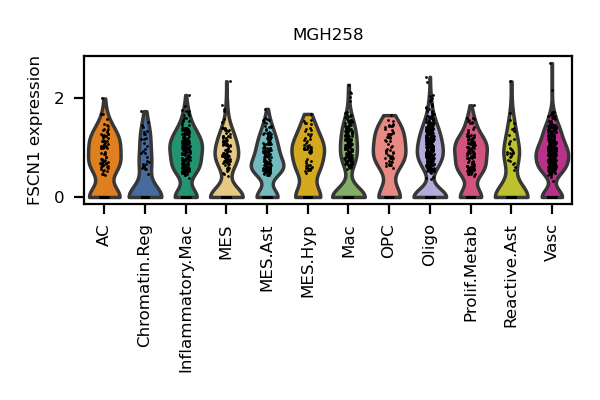 MGH258
FSCN1 expression
2
0
AC
Chromatin.Reg
Inflammatory.Mac
MES
MES.Ast
MES.Hyp
Mac
OPC
Oligo
Prolif.Metab
Reactive.Ast
Vasc